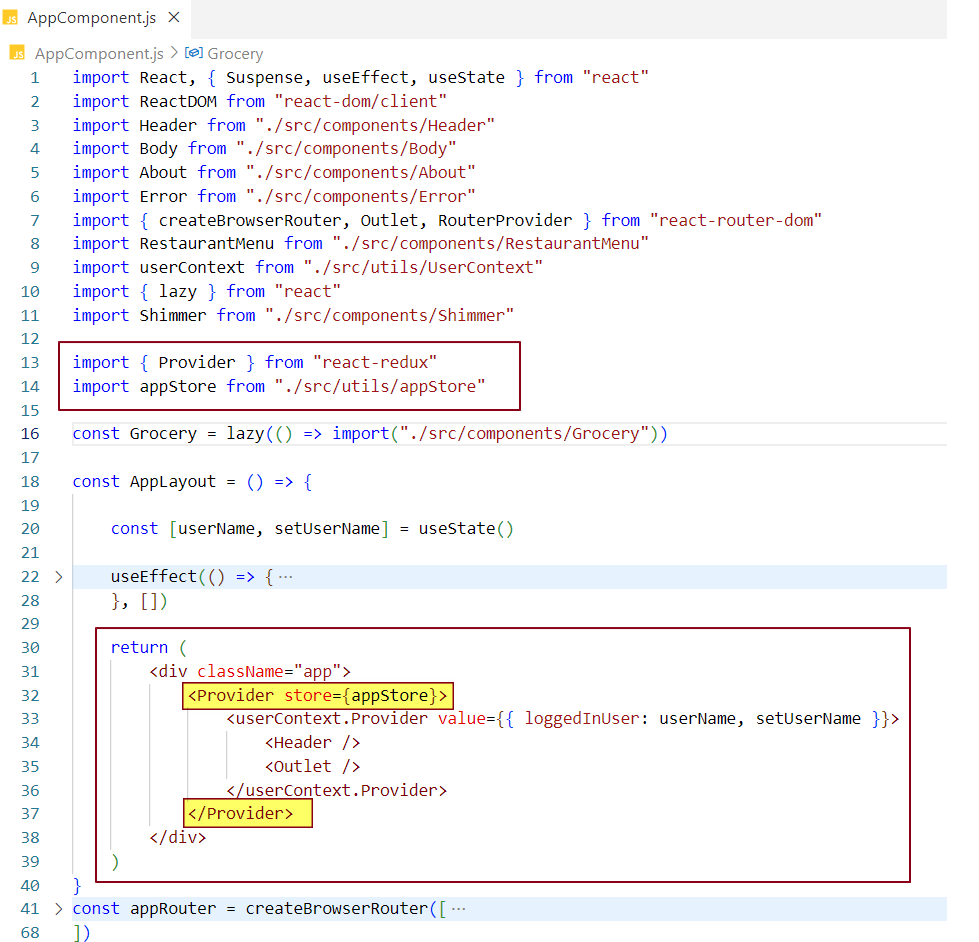 JS AppComponent.js ×
JS AppComponent.js > Grocery
1 import React, { Suspense, useEffect, useState } from "react"
2 import ReactDOM from "react-dom/client"
3 import Header from "./src/components/Header"
4 import Body from "./src/components/Body"
5 import About from "./src/components/About"
6 import Error from "./src/components/Error"
7 import { createBrowserRouter, Outlet, RouterProvider } from "react-router-dom"
8 import RestaurantMenu from "./src/components/RestaurantMenu"
9 import userContext from "./src/utils/UserContext"
10 import { lazy } from "react"
11 import Shimmer from "./src/components/Shimmer"
12
13 import { Provider } from "react-redux"
14 import appStore from "./src/utils/appStore"
15
16 const Grocery = lazy(() => import("./src/components/Grocery"))
17
18 const AppLayout = () => {
19
20     const [userName, setUserName] = useState()
21
22 >     useEffect(() => { ···
28     }, [])
29
30     return (
31         <div className="app">
32             <Provider store={appStore}>
33                 <userContext.Provider value={{ loggedInUser: userName, setUserName }}>
34                     <Header />
35                     <Outlet />
36                 </userContext.Provider>
37             </Provider>
38         </div>
39     )
40 }
41 > const appRouter = createBrowserRouter([ ···
68 ])